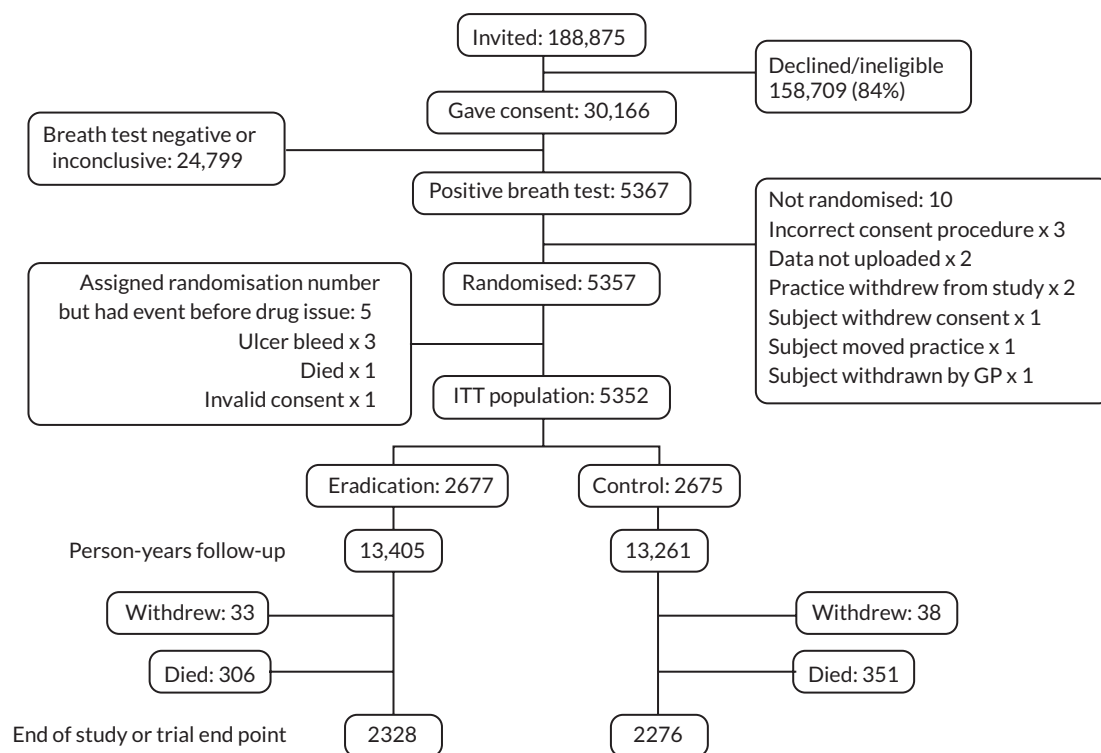 Invited: 188,875
Declined/ineligible
158,709 (84%)
Gave consent: 30,166
Breath test negative or
inconclusive: 24,799
Positive breath test: 5367
Not randomised: 10
Incorrect consent procedure x 3
Data not uploaded x 2
Practice withdrew from study x 2
Subject withdrew consent x 1
Subject moved practice x 1
Subject withdrawn by GP x 1
Randomised: 5357
Assigned randomisation number
but had event before drug issue: 5
Ulcer bleed x 3
Died x 1
Invalid consent x 1
ITT population: 5352
Eradication: 2677
Control: 2675
Person-years follow-up
13,405
13,261
Withdrew: 33
Withdrew: 38
Died: 306
Died: 351
End of study or trial end point
2328
2276